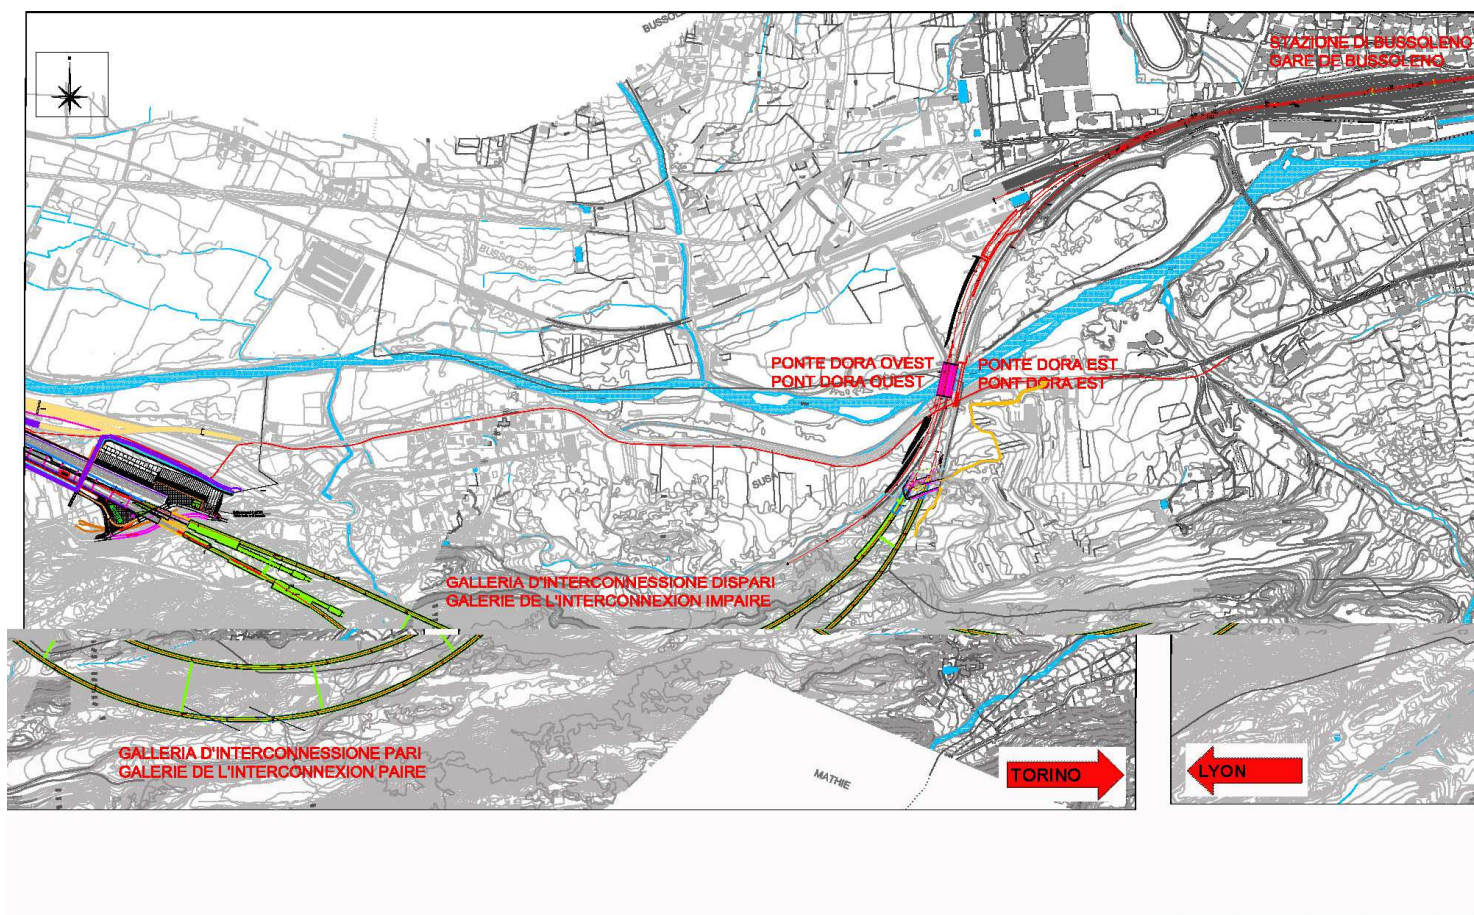 BUSSOLENO
STAZIONE DI BUSSOLENO
GARE DE BUSSOLENO
BUSSOLENO
PONTE DORA OVEST
PONT DORA OUEST
PONTE DORA EST
PONT DORA EST
SUSA
GALLERIA D'INTERCONNESSIONE DISPARI
GALERIE DE L'INTERCONNEXION IMPAIRE
GALLERIA D'INTERCONNESSIONE PARI
GALERIE DE L'INTERCONNEXION PAIRE
MATHIE
TORINO
LYON